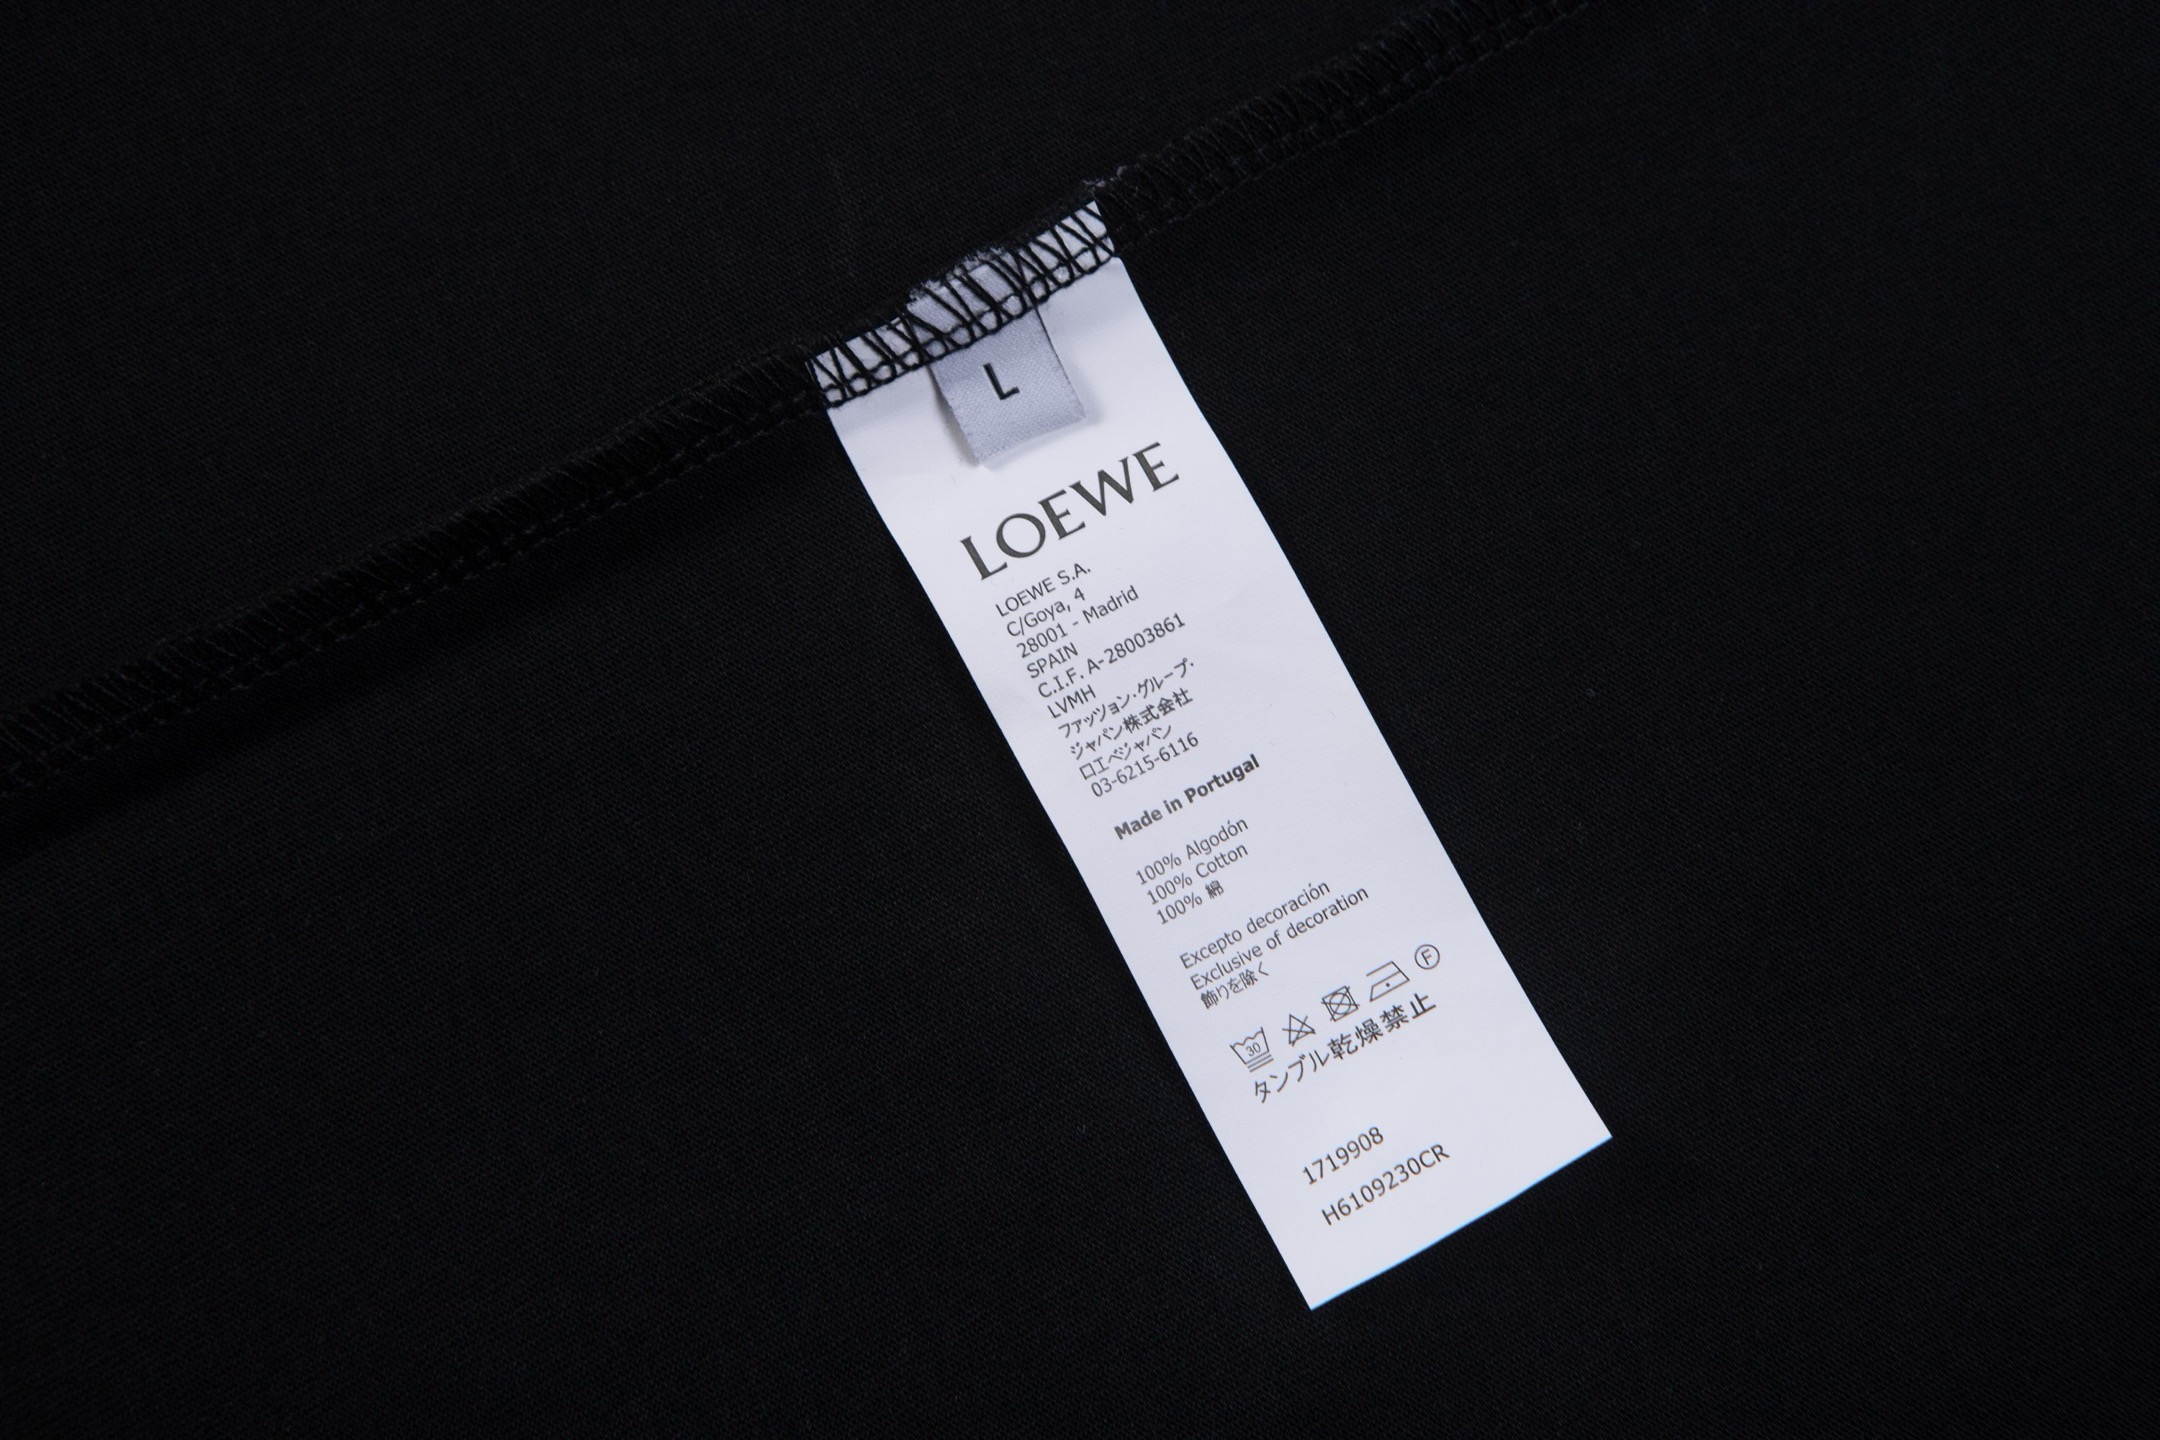 L
LOEWE
LOEWE S.A.
C/Goya, 4
28001 - Madrid
SPAIN
C.I.F. A-28003861
LVMH
ファッツョン·グループ.
ジャパン株式会社
ロエベジャパン
03-6215-6116
Made in Portugal
100% Algodón
100% Cotton
100% 綿
Excepto decoración
Exclusive of decoration
飾りを除く
30 F
タンブル乾燥禁止
1719908
H6109230CR